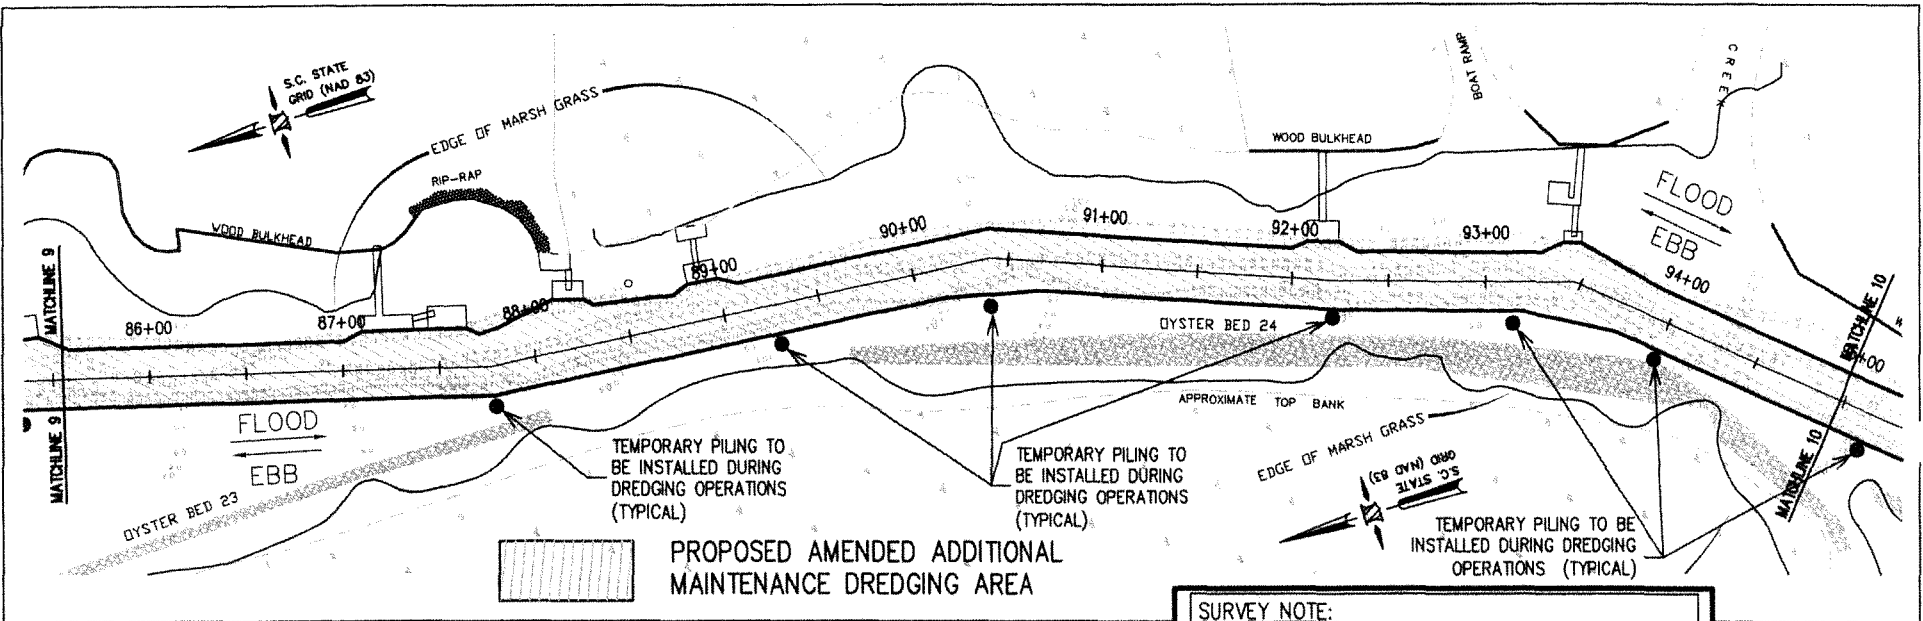 S.C. STATE
GRID (NAD 83)
EDGE OF MARSH GRASS
RIP-RAP
WOOD BULKHEAD
MATCHLINE 9
MATCHLINE 9
86+00
87+00
88+00
89+00
90+00
91+00
92+00
93+00
94+00
WOOD BULKHEAD
BOAT RAMP
CREEK
FLOOD
EBB
MATCHLINE 10
MATCHLINE 10
OYSTER BED 24
APPROXIMATE TOP BANK
EDGE OF MARSH GRASS
S.C. STATE
GRID (NAD 83)
FLOOD
EBB
OYSTER BED 23
TEMPORARY PILING TO
BE INSTALLED DURING
DREDGING OPERATIONS
(TYPICAL)
TEMPORARY PILING TO
BE INSTALLED DURING
DREDGING OPERATIONS
(TYPICAL)
TEMPORARY PILING TO BE
INSTALLED DURING DREDGING
OPERATIONS (TYPICAL)
PROPOSED AMENDED ADDITIONAL
MAINTENANCE DREDGING AREA
SURVEY NOTE: